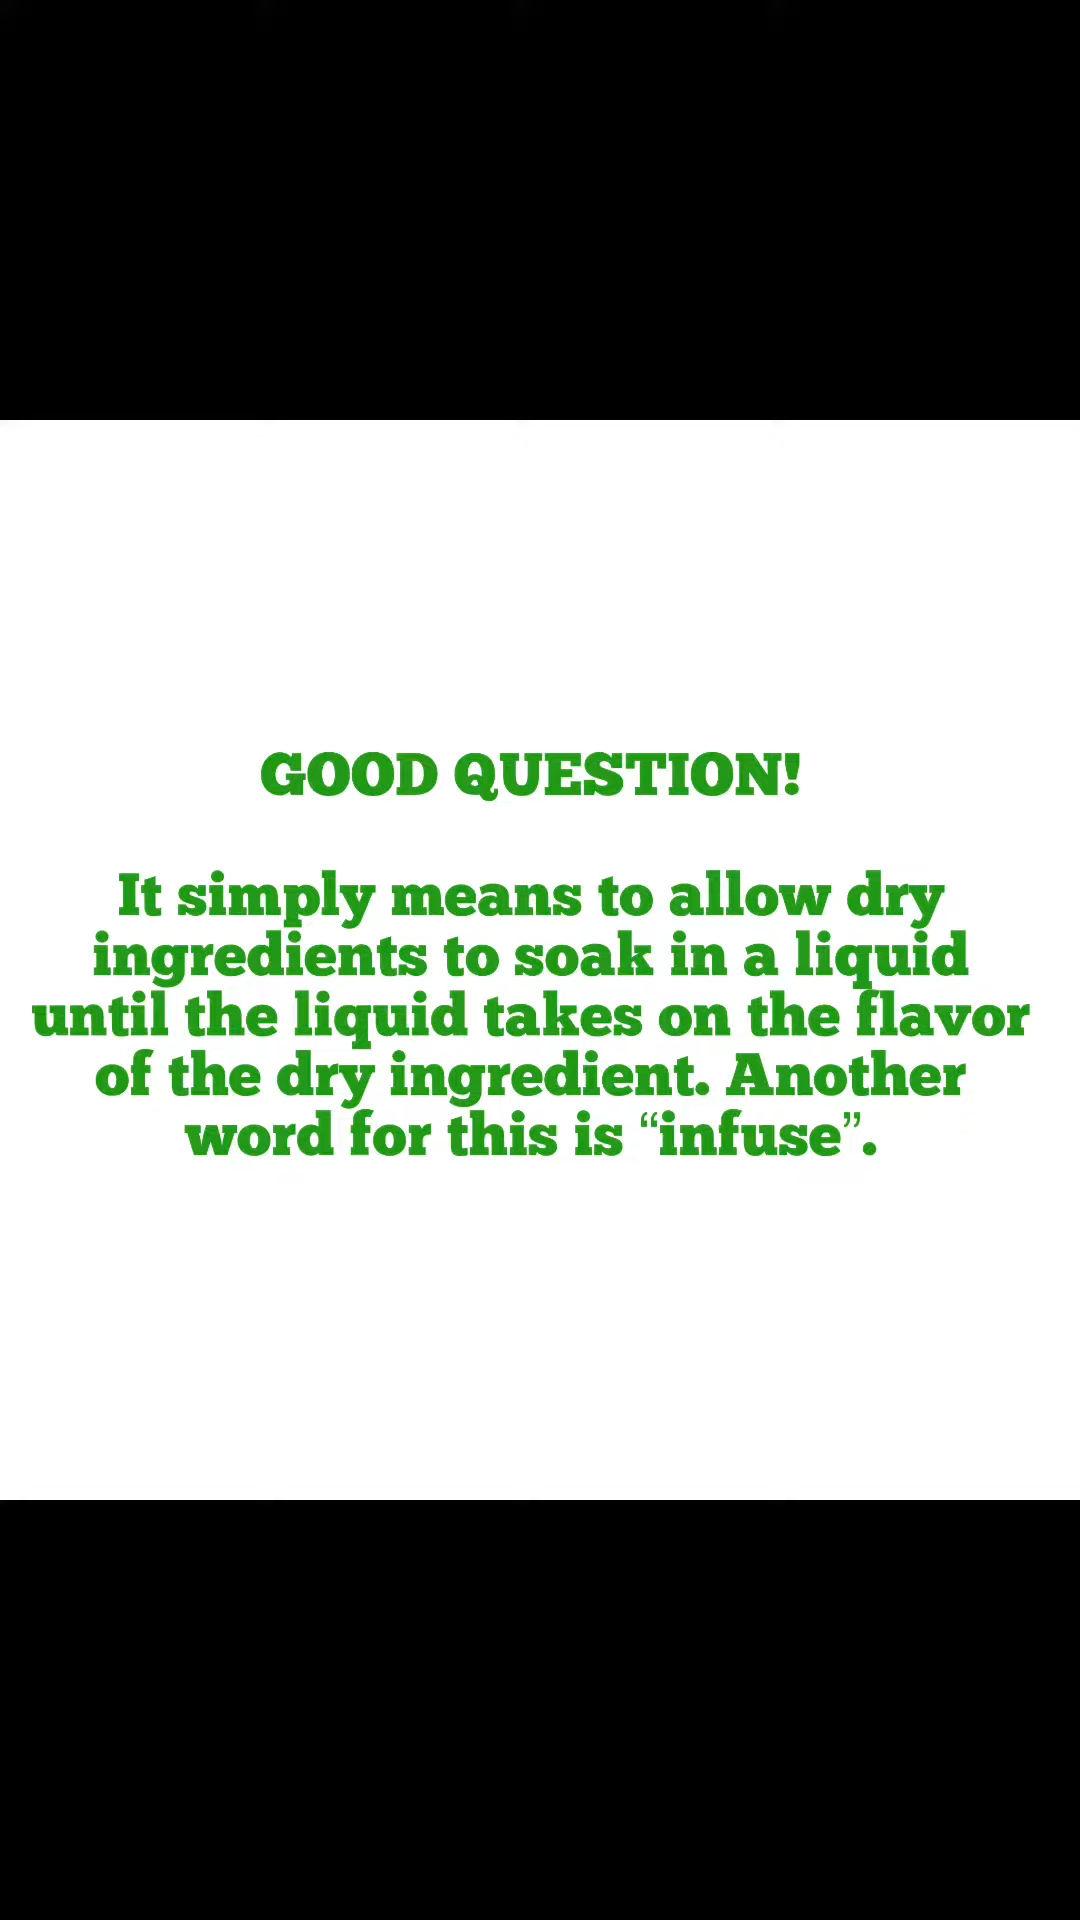 GOOD QUESTION!
It simply means to allow dry
ingredients to soak in a liquid
until the liquid takes on the flavor
of the dry ingredient. Another
word for this is “infuse”.